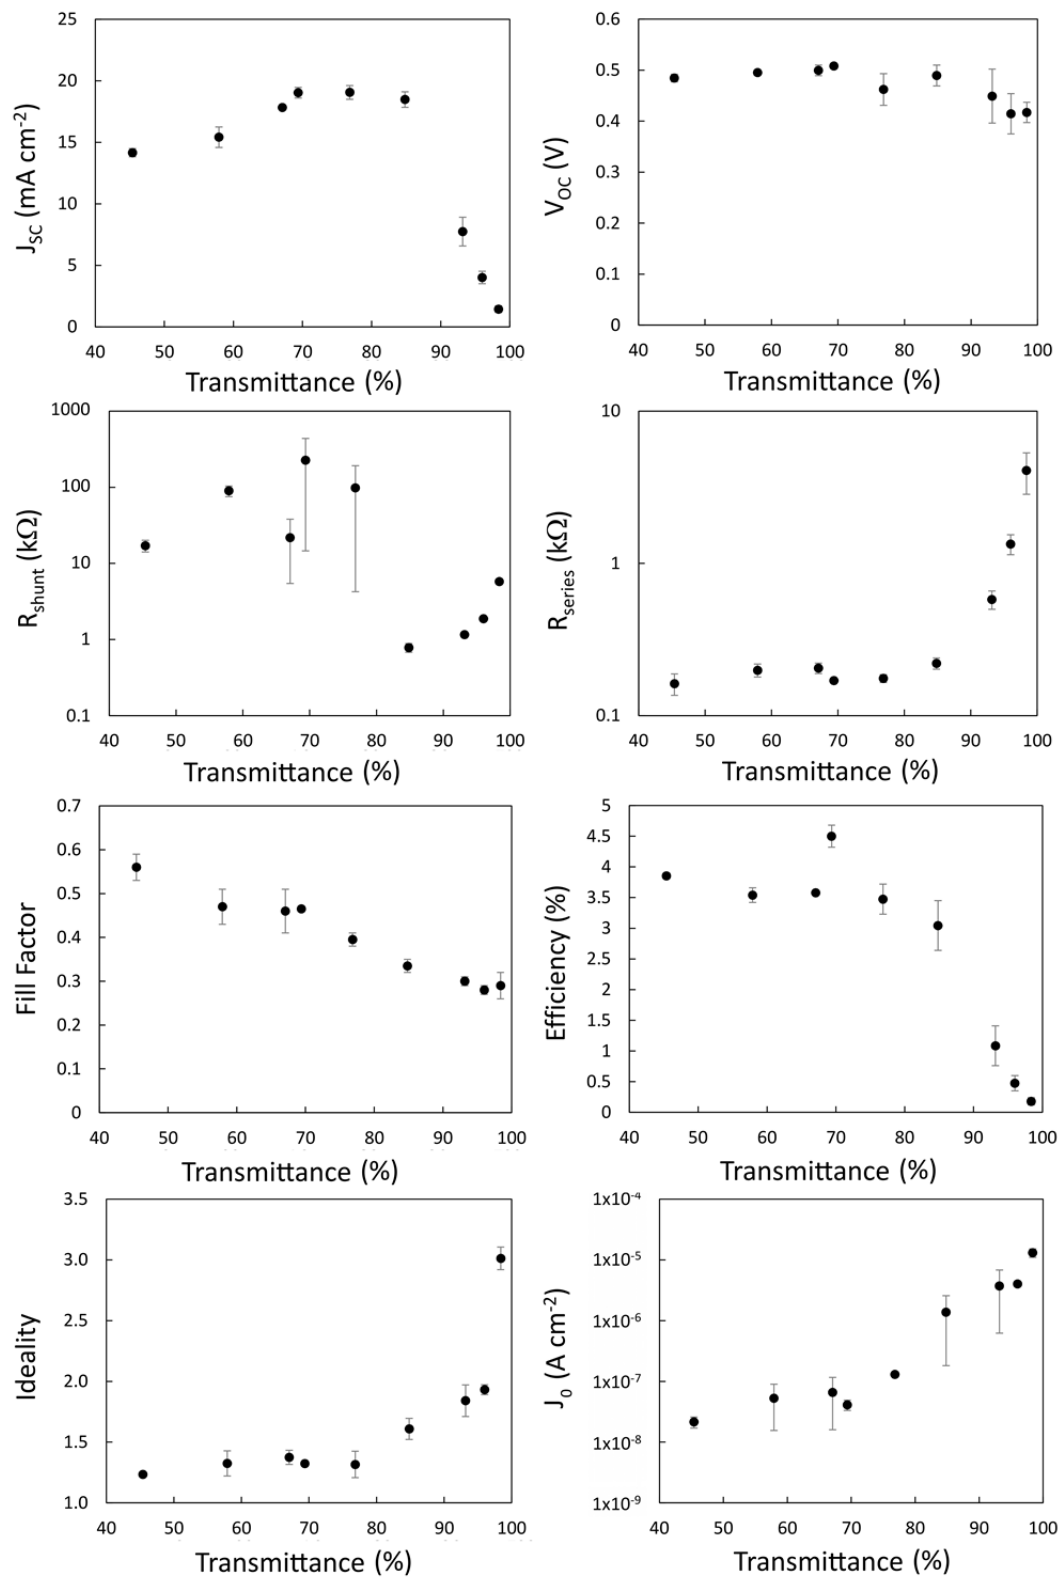 25
20
15
10
5
0
J_SC (mA cm⁻²)
40 50 60 70 80 90 100
Transmittance (%)
0.6
0.5
0.4
0.3
0.2
0.1
0
V_OC (V)
40 50 60 70 80 90 100
Transmittance (%)
1000
100
10
1
0.1
R_shunt (kΩ)
40 50 60 70 80 90 100
Transmittance (%)
10
1
0.1
R_series (kΩ)
40 50 60 70 80 90 100
Transmittance (%)
0.7
0.6
0.5
0.4
0.3
0.2
0.1
0
Fill Factor
40 50 60 70 80 90 100
Transmittance (%)
5
4.5
4
3.5
3
2.5
2
1.5
1
0.5
0
Efficiency (%)
40 50 60 70 80 90 100
Transmittance (%)
3.5
3.0
2.5
2.0
1.5
1.0
Ideality
40 50 60 70 80 90 100
Transmittance (%)
1x10⁻⁴
1x10⁻⁵
1x10⁻⁶
1x10⁻⁷
1x10⁻⁸
1x10⁻⁹
J₀ (A cm⁻²)
40 50 60 70 80 90 100
Transmittance (%)